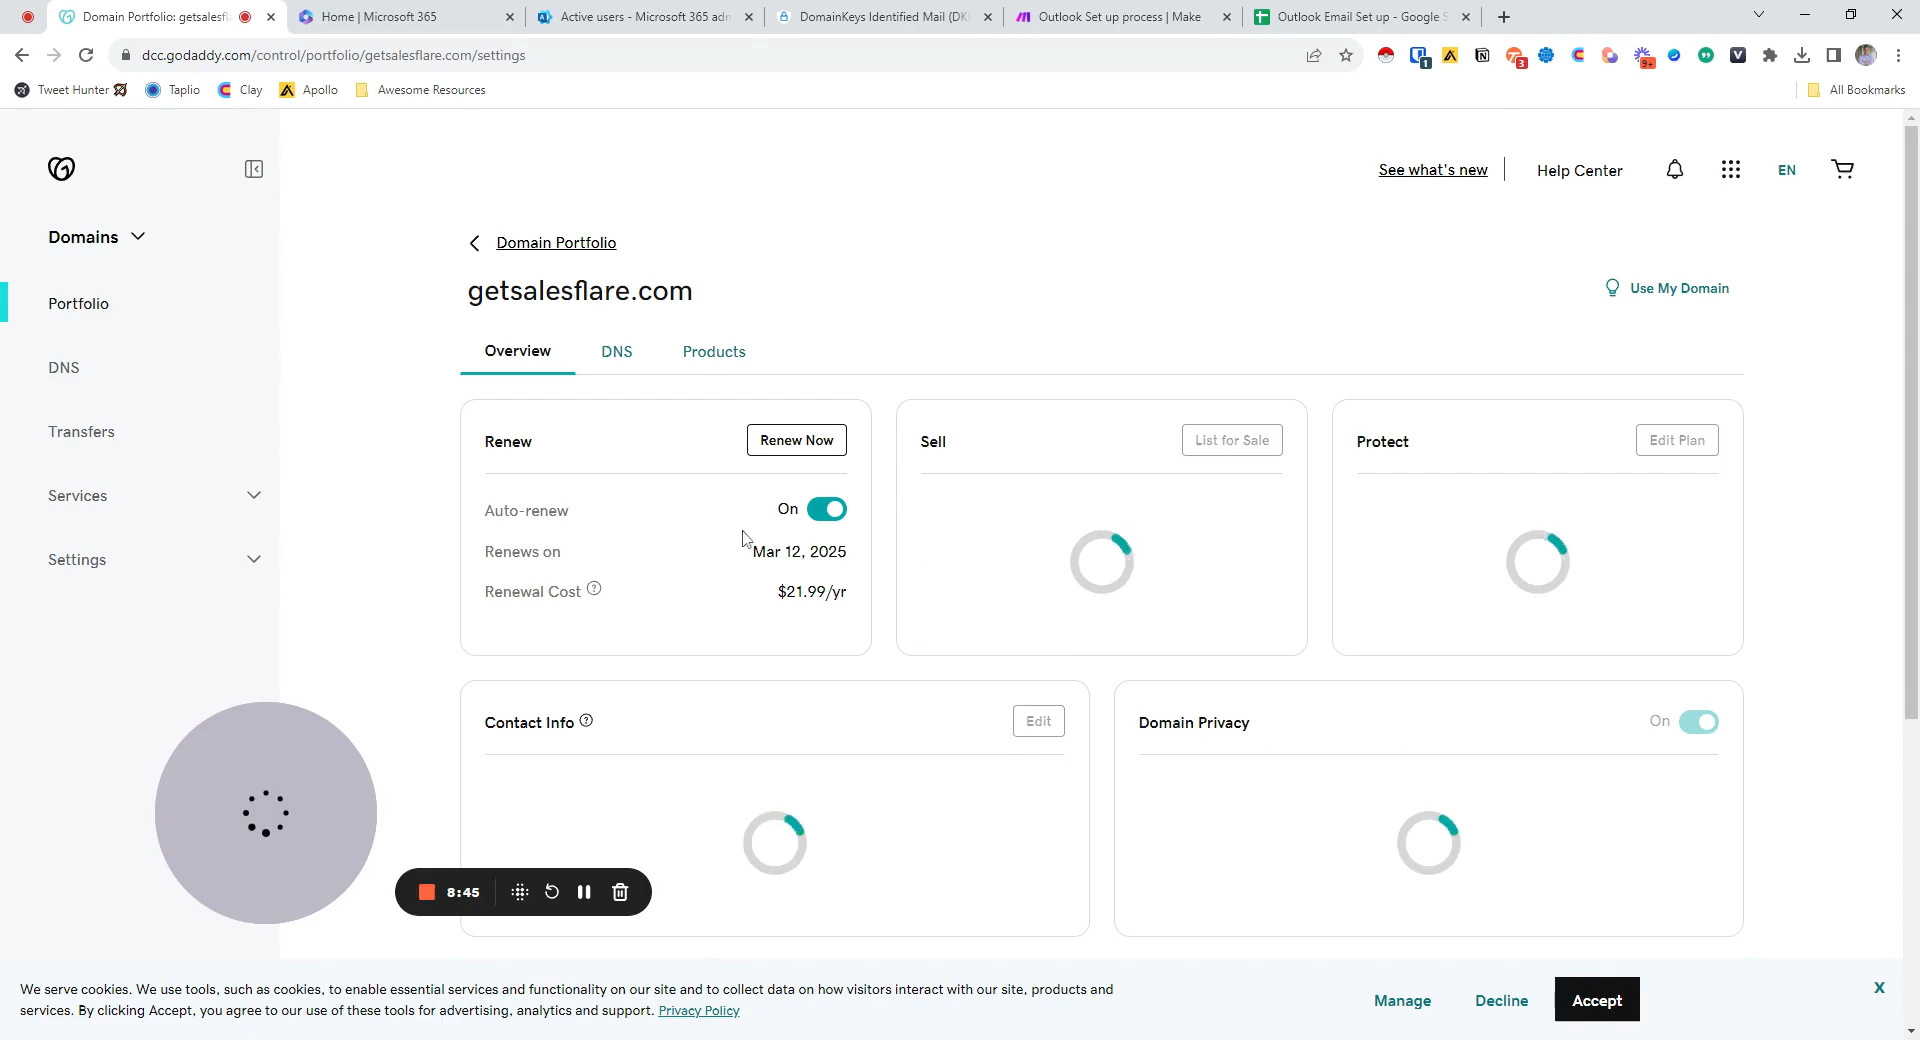 Domain Portfolio: getsalesfl
Home | Microsoft 365
Active users - Microsoft 365 adm
DomainKeys Identified Mail (DKI
Outlook Set up process | Make
Outlook Email Set up - Google S
dcc.godaddy.com/control/portfolio/getsalesflare.com/settings
1
3
9+
Tweet Hunter
Taplio
Clay
Apollo
Awesome Resources
All Bookmarks
See what's new
Help Center
EN
Domains
Portfolio
DNS
Transfers
Services
Settings
Domain Portfolio
getsalesflare.com
Use My Domain
Overview
DNS
Products
Renew
Renew Now
Auto-renew
On
Renews on
Mar 12, 2025
Renewal Cost
$21.99/yr
Sell
List for Sale
Protect
Edit Plan
Contact Info
Edit
Domain Privacy
On
8:45
We serve cookies. We use tools, such as cookies, to enable essential services and functionality on our site and to collect data on how visitors interact with our site, products and
services. By clicking Accept, you agree to our use of these tools for advertising, analytics and support. Privacy Policy
Manage
Decline
Accept
X